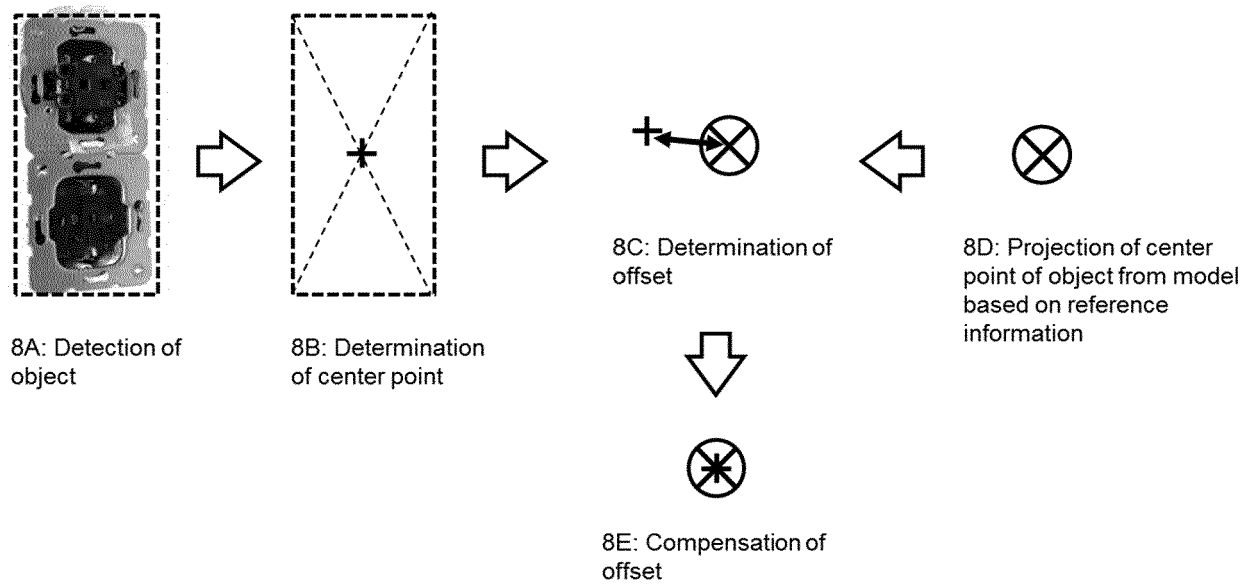 8A: Detection of
object
8B: Determination
of center point
8C: Determination of
offset
8D: Projection of center
point of object from model
based on reference
information
8E: Compensation of
offset